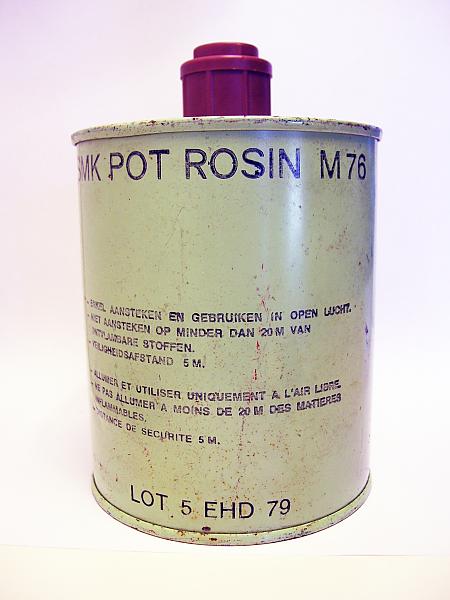 SMK POT ROSIN M76
- ENKEL AANSTEKEN EN GEBRUIKEN IN OPEN LUCHT.
- NIET AANSTEKEN OP MINDER DAN 20 M VAN
ONTVLAMBARE STOFFEN.
- VEILIGHEIDSAFSTAND 5 M.
- ALLUMER ET UTILISER UNIQUEMENT A L'AIR LIBRE.
- NE PAS ALLUMER A MOINS DE 20 M DES MATIERES
INFLAMMABLES.
- DISTANCE DE SECURITE 5 M.
LOT 5 EHD 79